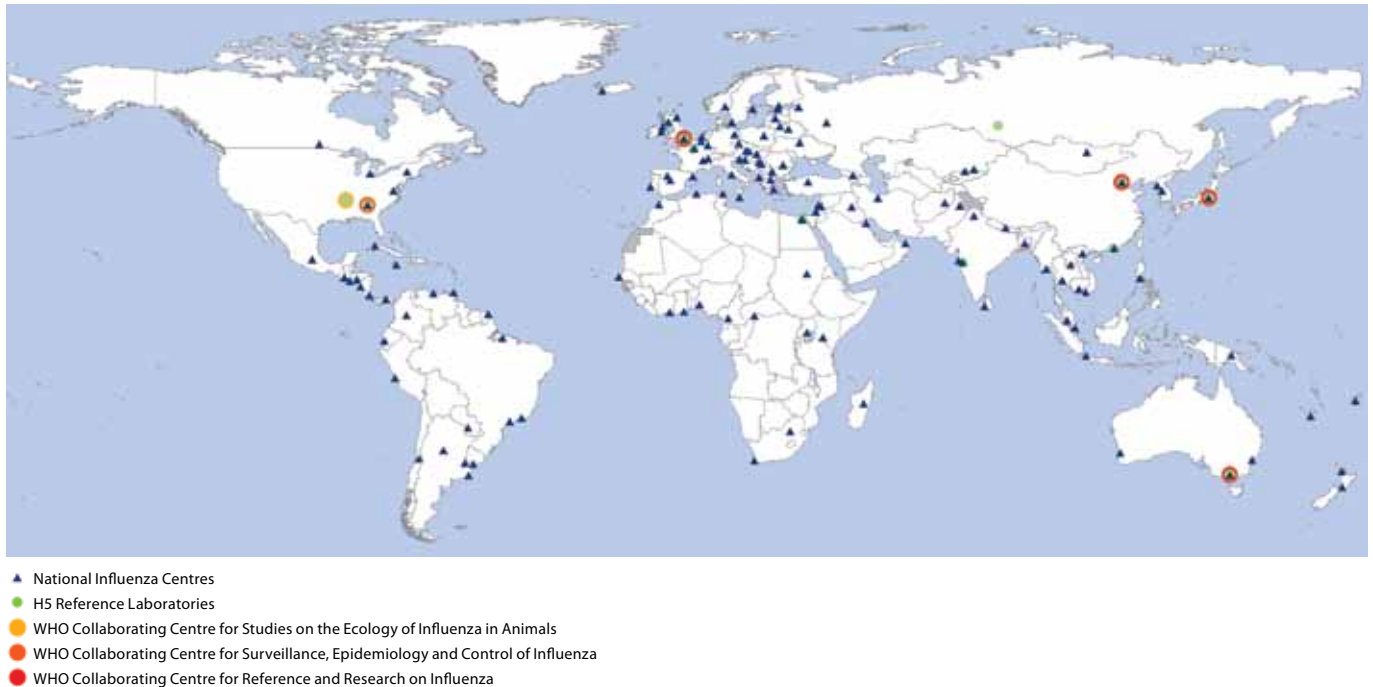 National Influenza Centres
H5 Reference Laboratories
WHO Collaborating Centre for Studies on the Ecology of Influenza in Animals
WHO Collaborating Centre for Surveillance, Epidemiology and Control of Influenza
WHO Collaborating Centre for Reference and Research on Influenza